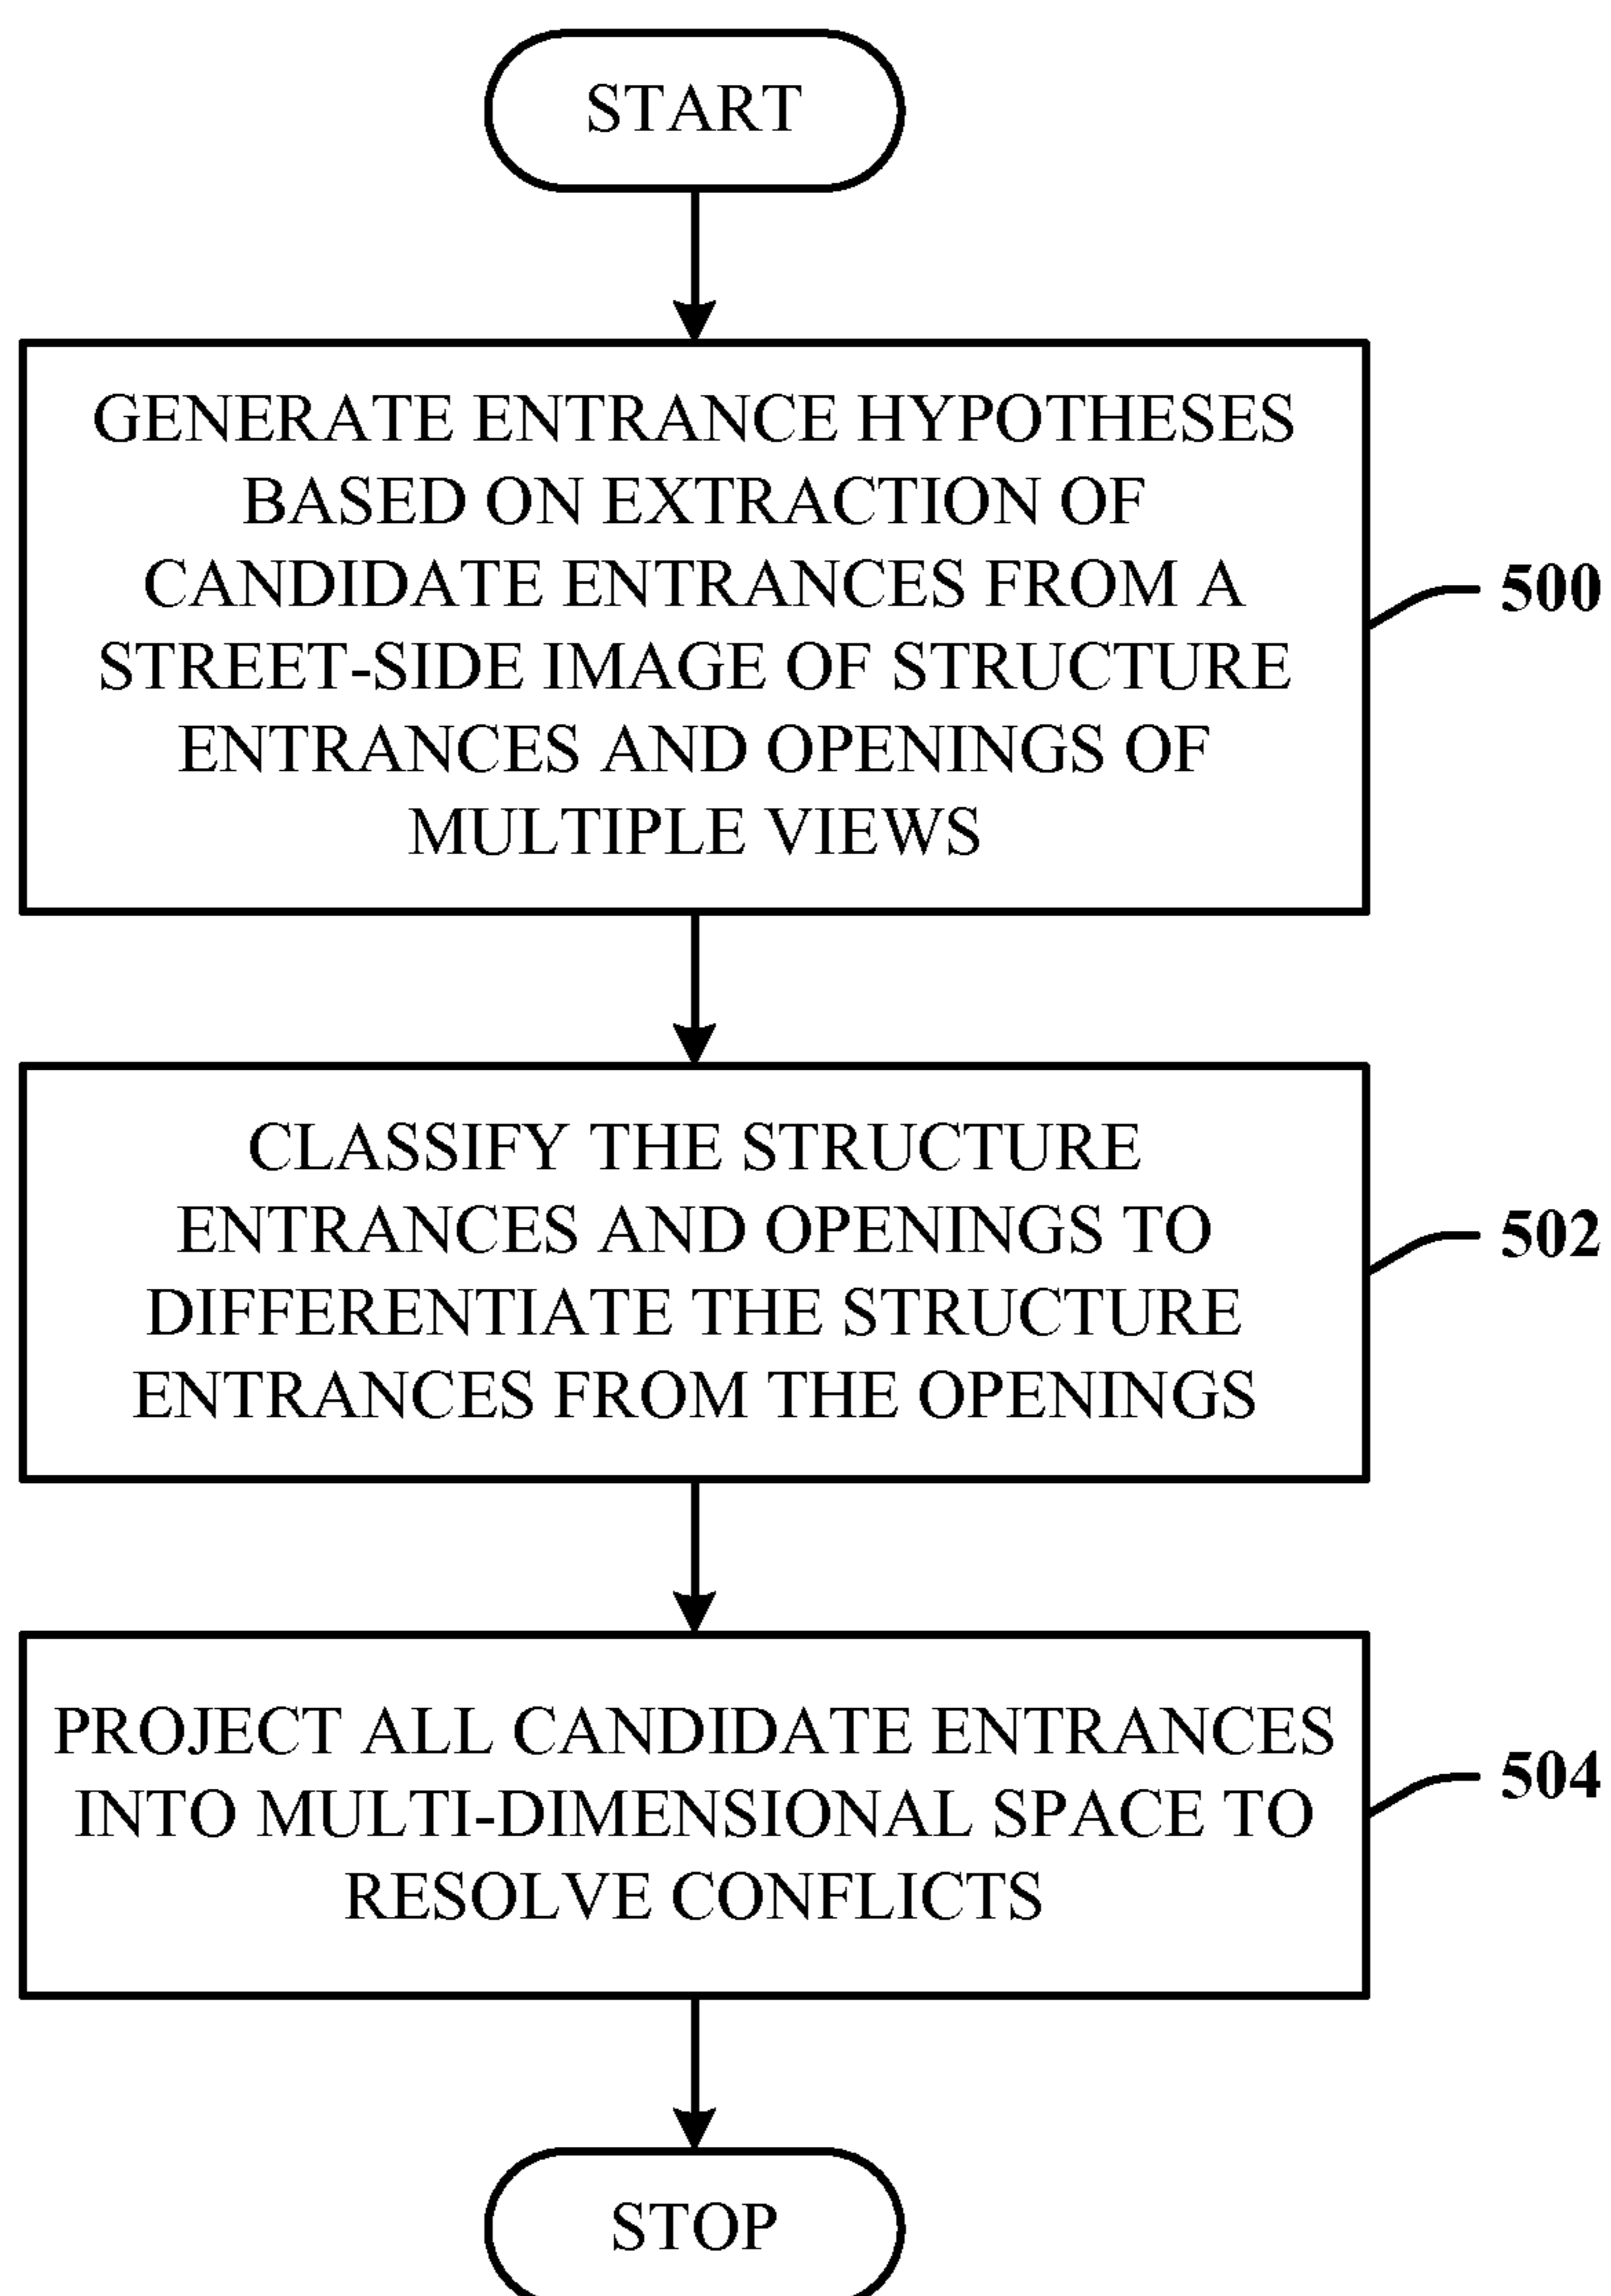 START
GENERATE ENTRANCE HYPOTHESES
BASED ON EXTRACTION OF
CANDIDATE ENTRANCES FROM A
STREET-SIDE IMAGE OF STRUCTURE
ENTRANCES AND OPENINGS OF
MULTIPLE VIEWS
500
CLASSIFY THE STRUCTURE
ENTRANCES AND OPENINGS TO
DIFFERENTIATE THE STRUCTURE
ENTRANCES FROM THE OPENINGS
502
PROJECT ALL CANDIDATE ENTRANCES
INTO MULTI-DIMENSIONAL SPACE TO
RESOLVE CONFLICTS
504
STOP